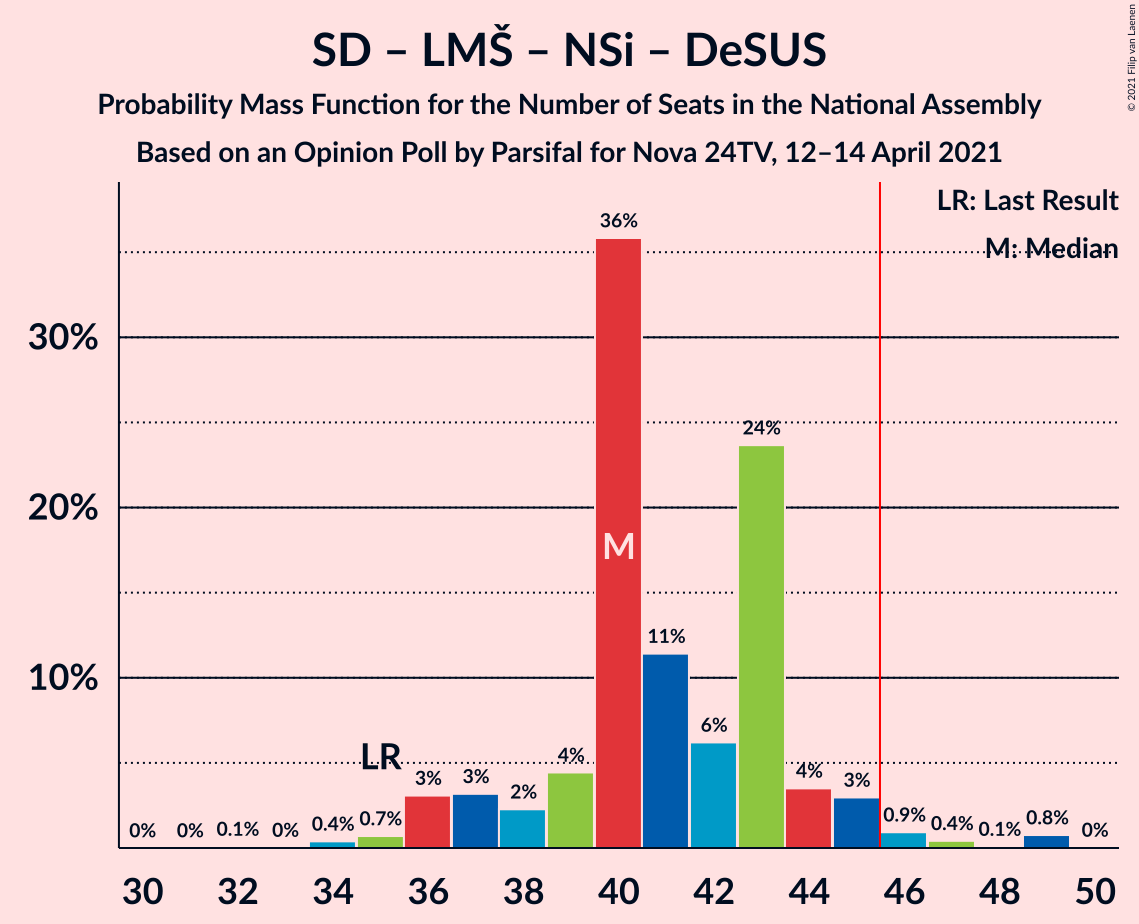 SD – LMŠ – NSi – DeSUS
Probability Mass Function for the Number of Seats in the National Assembly
Based on an Opinion Poll by Parsifal for Nova 24TV, 12–14 April 2021
© 2021 Filip van Laenen
LR: Last Result
M: Median
30%
20%
10%
0%
0%
0.1%
0%
0.4%
0.7%
3%
3%
2%
4%
36%
11%
6%
24%
4%
3%
0.9%
0.4%
0.1%
0.8%
0%
LR
M
30 32 34 36 38 40 42 44 46 48 50